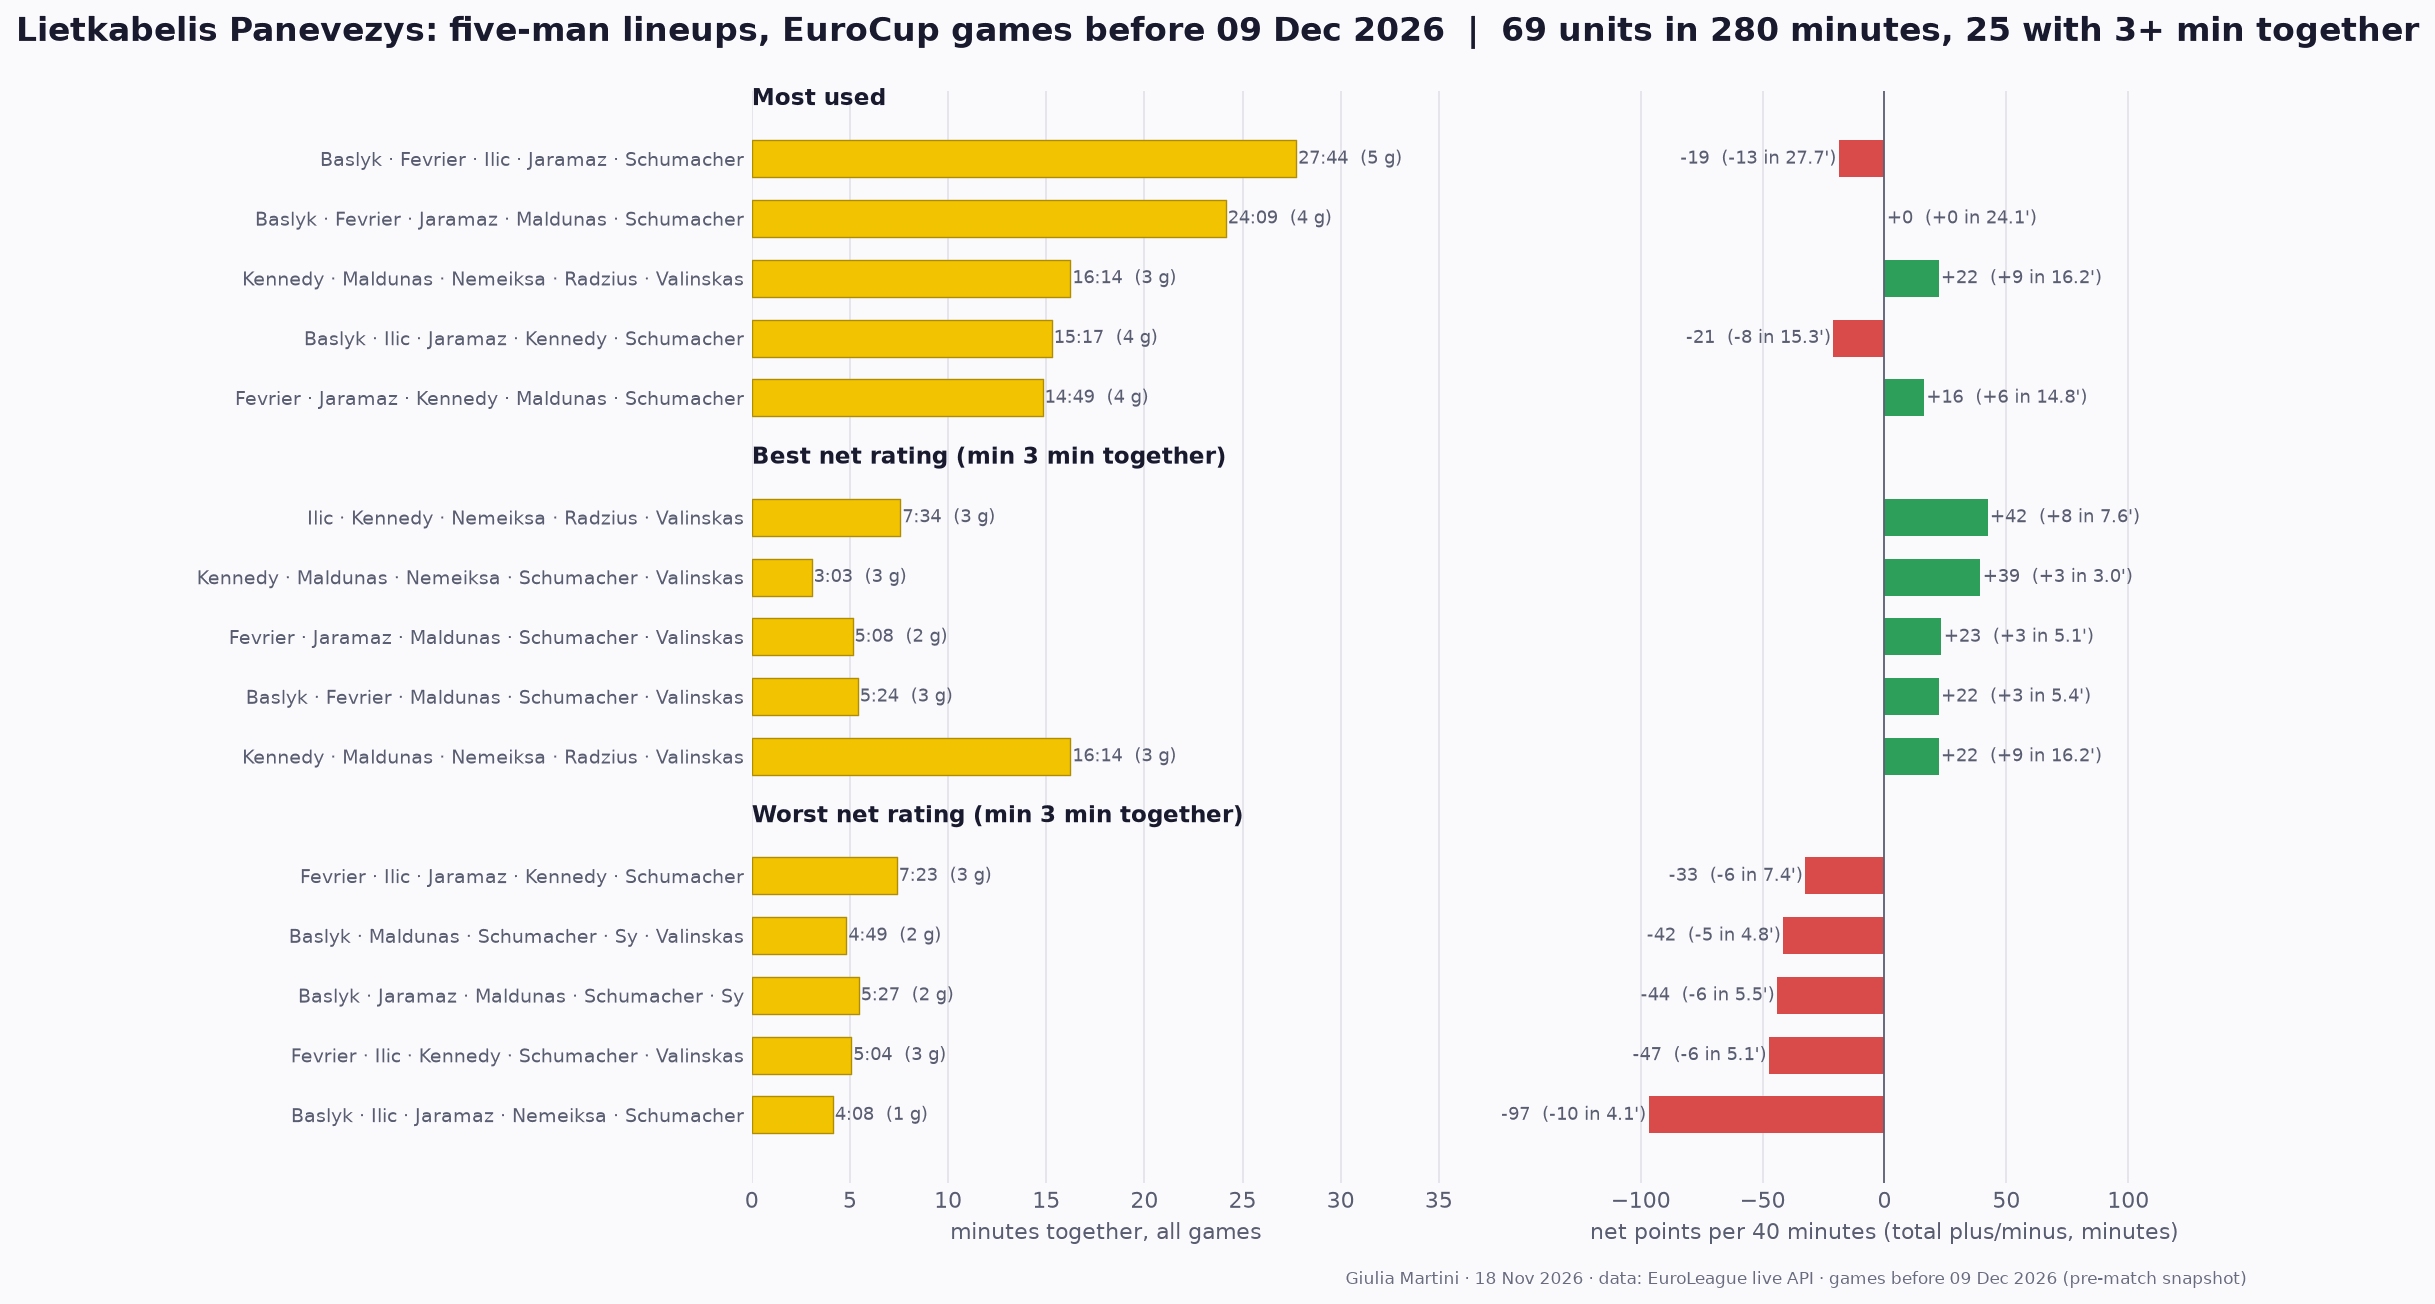 Lietkabelis Panevezys: five-man lineups, EuroCup games before 09 Dec 2026 | 69 units in 280 minutes, 25 with 3+ min together
Most used
Baslyk · Fevrier · Ilic · Jaramaz · Schumacher 27:44 (5 g) -19 (-13 in 27.7')
Baslyk · Fevrier · Jaramaz · Maldunas · Schumacher 24:09 (4 g) +0 (+0 in 24.1')
Kennedy · Maldunas · Nemeiksa · Radzius · Valinskas 16:14 (3 g) +22 (+9 in 16.2')
Baslyk · Ilic · Jaramaz · Kennedy · Schumacher 15:17 (4 g) -21 (-8 in 15.3')
Fevrier · Jaramaz · Kennedy · Maldunas · Schumacher 14:49 (4 g) +16 (+6 in 14.8')
Best net rating (min 3 min together)
Ilic · Kennedy · Nemeiksa · Radzius · Valinskas 7:34 (3 g) +42 (+8 in 7.6')
Kennedy · Maldunas · Nemeiksa · Schumacher · Valinskas 3:03 (3 g) +39 (+3 in 3.0')
Fevrier · Jaramaz · Maldunas · Schumacher · Valinskas 5:08 (2 g) +23 (+3 in 5.1')
Baslyk · Fevrier · Maldunas · Schumacher · Valinskas 5:24 (3 g) +22 (+3 in 5.4')
Kennedy · Maldunas · Nemeiksa · Radzius · Valinskas 16:14 (3 g) +22 (+9 in 16.2')
Worst net rating (min 3 min together)
Fevrier · Ilic · Jaramaz · Kennedy · Schumacher 7:23 (3 g) -33 (-6 in 7.4')
Baslyk · Maldunas · Schumacher · Sy · Valinskas 4:49 (2 g) -42 (-5 in 4.8')
Baslyk · Jaramaz · Maldunas · Schumacher · Sy 5:27 (2 g) -44 (-6 in 5.5')
Fevrier · Ilic · Kennedy · Schumacher · Valinskas 5:04 (3 g) -47 (-6 in 5.1')
Baslyk · Ilic · Jaramaz · Nemeiksa · Schumacher 4:08 (1 g) -97 (-10 in 4.1')
0 5 10 15 20 25 30 35 −100 −50 0 50 100
minutes together, all games net points per 40 minutes (total plus/minus, minutes)
Giulia Martini · 18 Nov 2026 · data: EuroLeague live API · games before 09 Dec 2026 (pre-match snapshot)